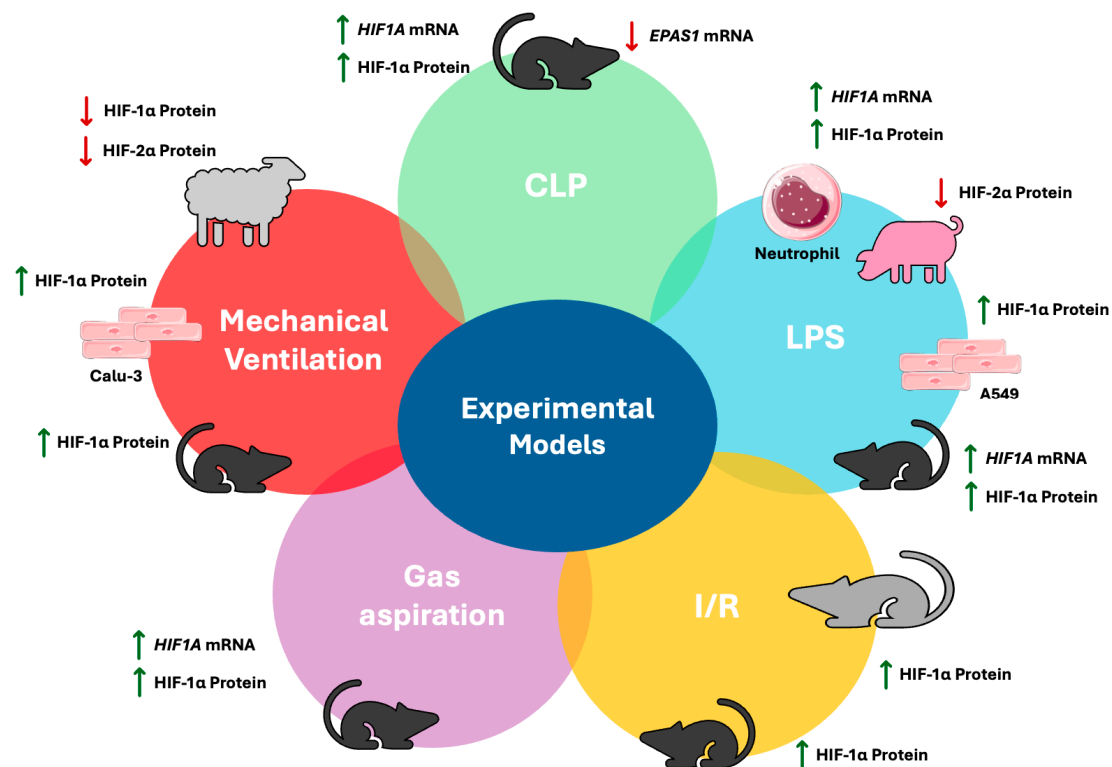 HIF1A mRNA
HIF-1α Protein
EPAS1 mRNA
CLP
HIF-1α Protein
HIF-2α Protein
HIF-1α Protein
Calu-3
Mechanical
Ventilation
HIF-1α Protein
HIF1A mRNA
HIF-1α Protein
Neutrophil
HIF-2α Protein
LPS
HIF-1α Protein
A549
HIF1A mRNA
HIF-1α Protein
Experimental
Models
Gas
aspiration
HIF1A mRNA
HIF-1α Protein
I/R
HIF-1α Protein
HIF-1α Protein